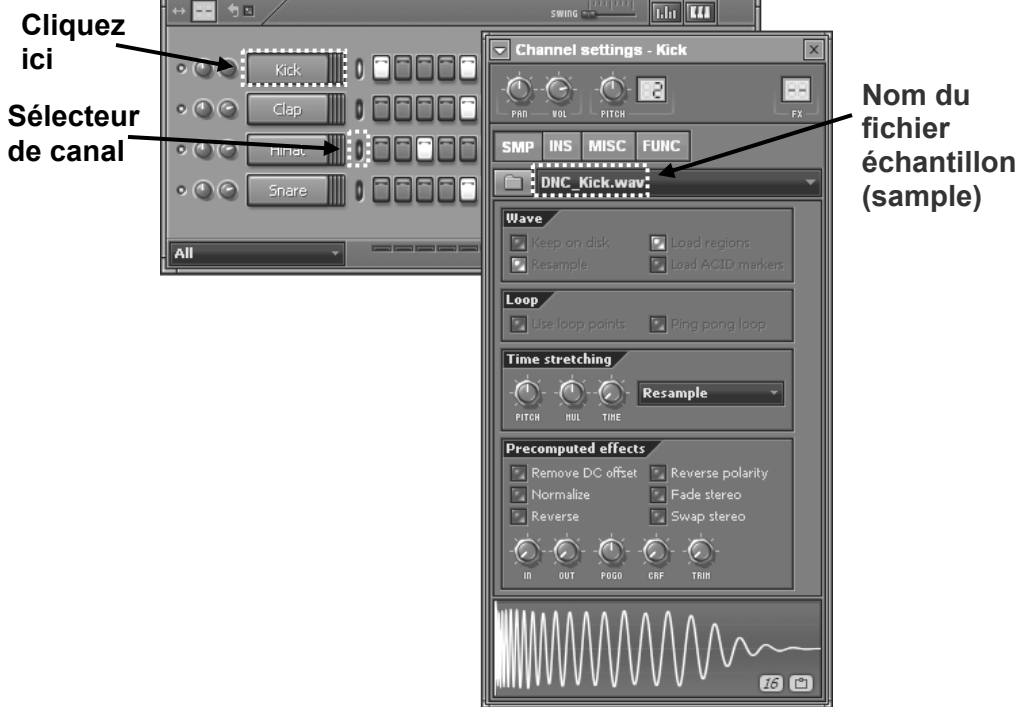 Cliquez
ici
Sélecteur
de canal
SWING
Kick
Clap
HiHat
Snare
All
Channel settings - Kick
PAN VOL PITCH 2 FX
SMP INS MISC FUNC
DNC_Kick.wav
Nom du
fichier
échantillon
(sample)
Wave
Keep on disk Load regions
Resample Load ACID markers
Loop
Use loop points Ping pong loop
Time stretching
Resample
PITCH MUL TIME
Precomputed effects
Remove DC offset Reverse polarity
Normalize Fade stereo
Reverse Swap stereo
IN OUT POGO CRF TRIM
16